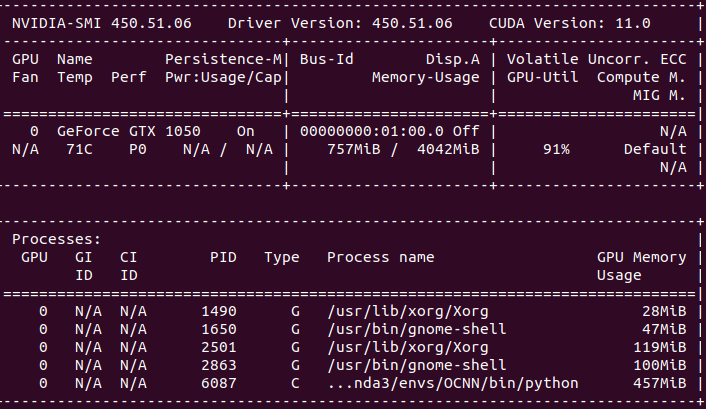 NVIDIA-SMI 450.51.06    Driver Version: 450.51.06    CUDA Version: 11.0
GPU  Name        Persistence-M| Bus-Id        Disp.A | Volatile Uncorr. ECC
Fan  Temp  Perf  Pwr:Usage/Cap|         Memory-Usage | GPU-Util  Compute M.
MIG M.
0  GeForce GTX 1050    On  | 00000000:01:00.0 Off |                  N/A
N/A   71C    P0    N/A /  N/A |    757MiB /  4042MiB |     91%      Default
N/A
Processes:
GPU   GI   CI        PID   Type   Process name                  GPU Memory
ID   ID                                                   Usage
0   N/A  N/A      1490      G   /usr/lib/xorg/Xorg                 28MiB
0   N/A  N/A      1650      G   /usr/bin/gnome-shell               47MiB
0   N/A  N/A      2501      G   /usr/lib/xorg/Xorg                119MiB
0   N/A  N/A      2863      G   /usr/bin/gnome-shell              100MiB
0   N/A  N/A      6087      C   ...nda3/envs/OCNN/bin/python      457MiB